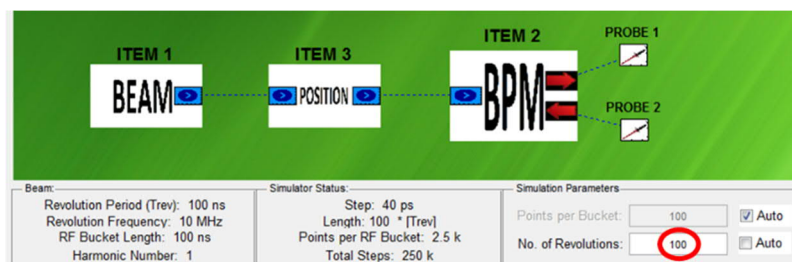 ITEM 1
BEAM
ITEM 3
POSITION
ITEM 2
BPM
PROBE 1
PROBE 2
Beam:
Revolution Period (Trev): 100 ns
Revolution Frequency: 10 MHz
RF Bucket Length: 100 ns
Harmonic Number: 1
Simulator Status:
Step: 40 ps
Length: 100 * [Trev]
Points per RF Bucket: 2.5 k
Total Steps: 250 k
Simulation Parameters
Points per Bucket: 100 Auto
No. of Revolutions: 100 Auto